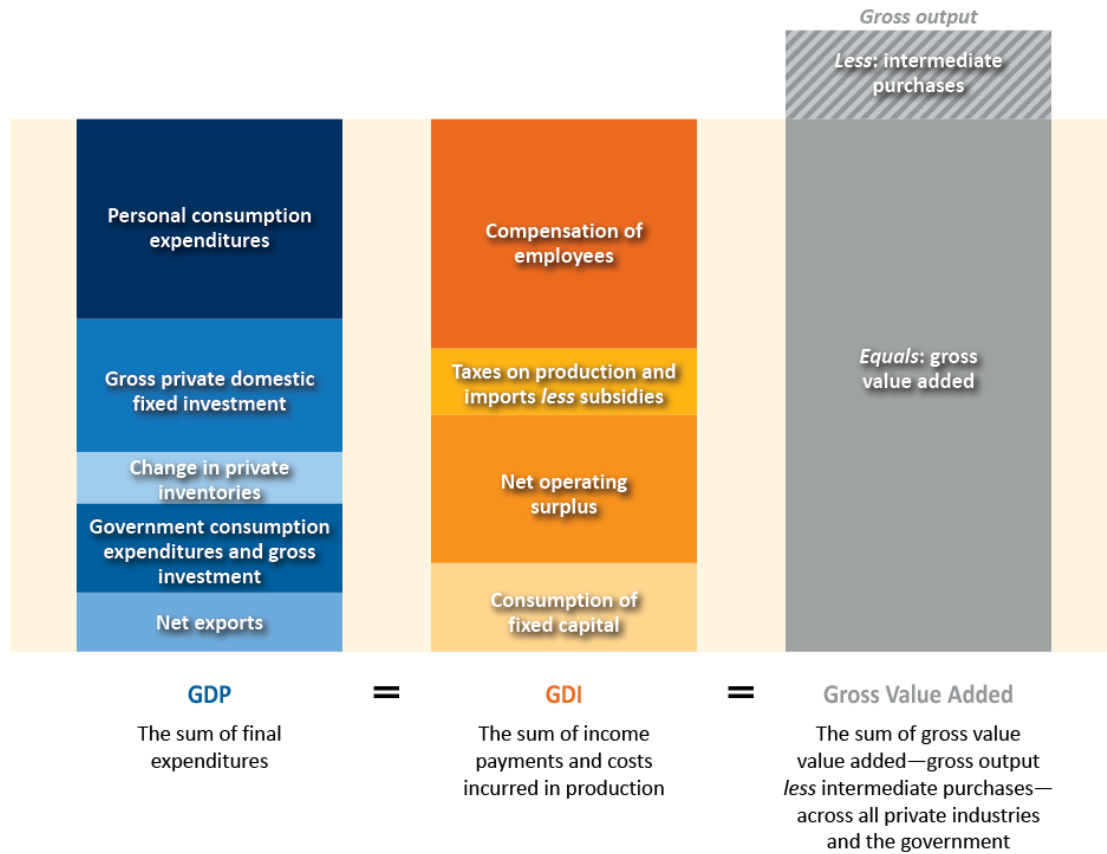 Gross output
Less: intermediate
purchases
Personal consumption
expenditures
Gross private domestic
fixed investment
Change in private
inventories
Government consumption
expenditures and gross
investment
Net exports
Compensation of
employees
Taxes on production and
imports less subsidies
Net operating
surplus
Consumption of
fixed capital
Equals: gross
value added
GDP = GDI = Gross Value Added
The sum of final
expenditures
The sum of income
payments and costs
incurred in production
The sum of gross value
value added—gross output
less intermediate purchases—
across all private industries
and the government